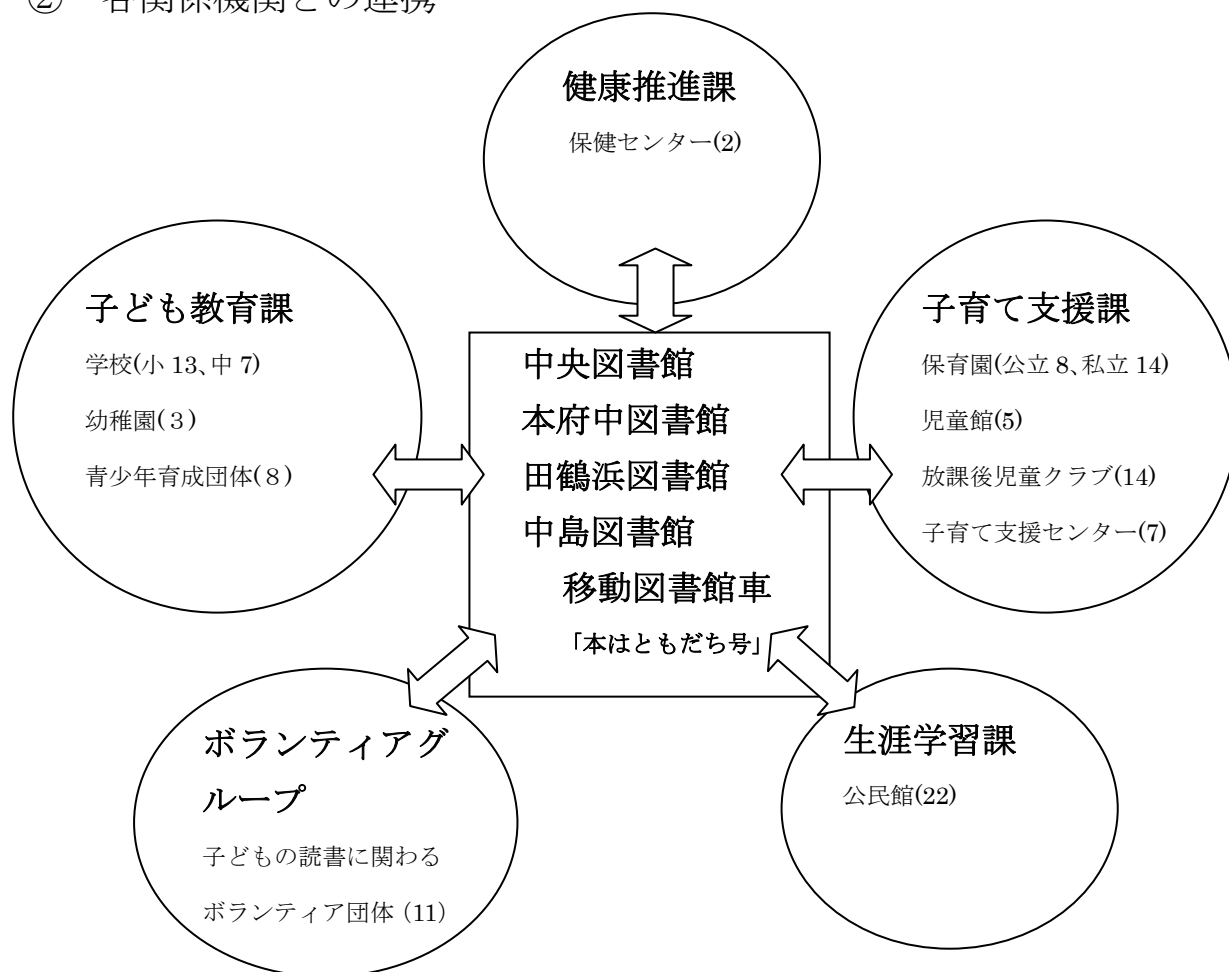 ② 各関係機関との連携
健康推進課
保健センター(2)
子ども教育課
学校(小 13、中 7)
幼稚園(３)
青少年育成団体(８)
中央図書館
本府中図書館
田鶴浜図書館
中島図書館
移動図書館車
「本はともだち号」
子育て支援課
保育園(公立 8、私立 14)
児童館(5)
放課後児童クラブ(14)
子育て支援センター(7)
ボランティアグ
ループ
子どもの読書に関わる
ボランティア団体（11）
生涯学習課
公民館(22)